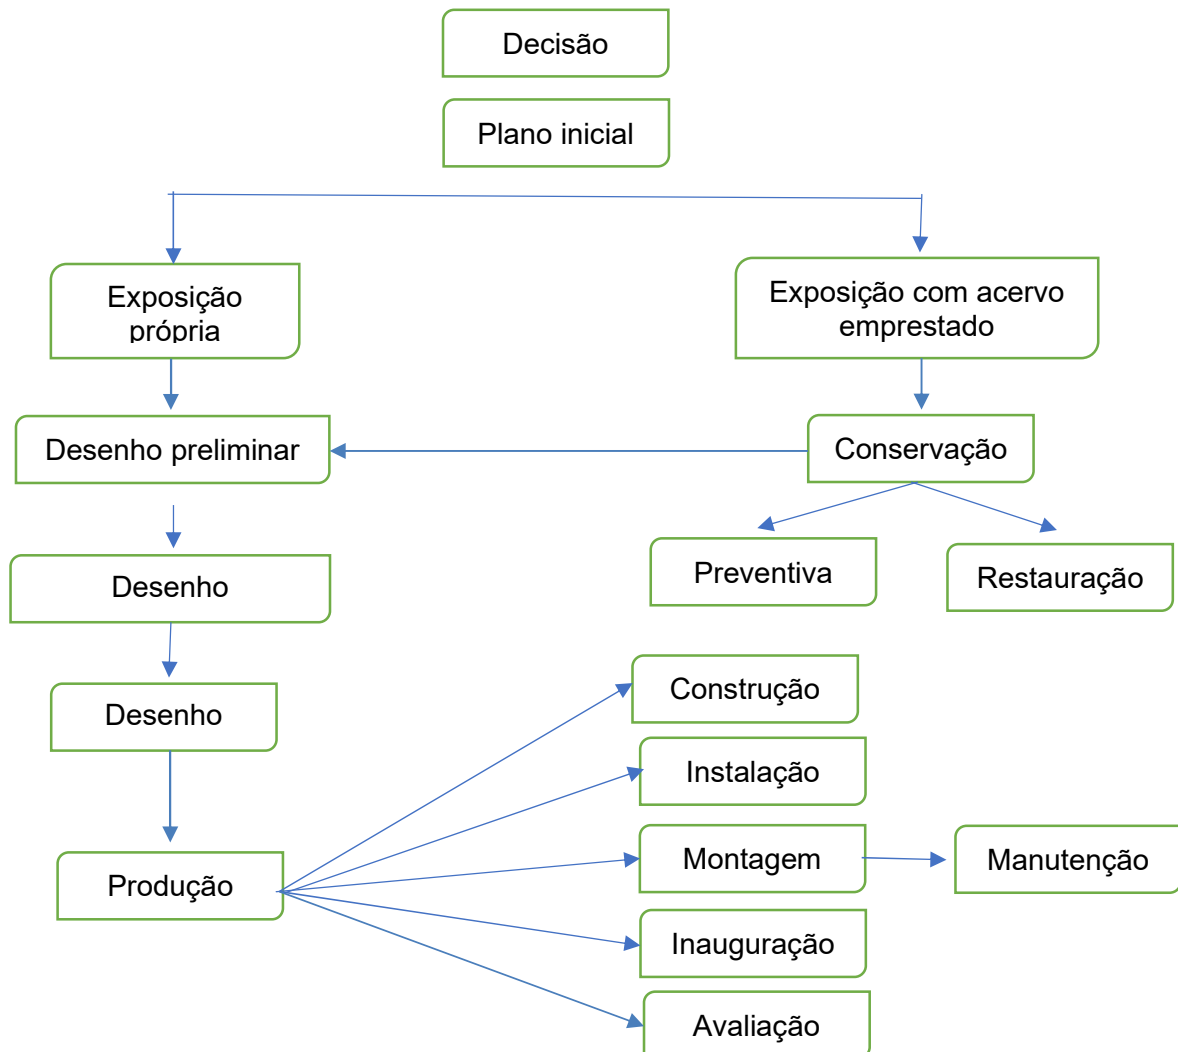 Decisão
Plano inicial
Exposição
própria
Exposição com acervo
emprestado
Desenho preliminar
Conservação
Preventiva
Restauração
Desenho
Desenho
Construção
Instalação
Produção
Montagem
Manutenção
Inauguração
Avaliação